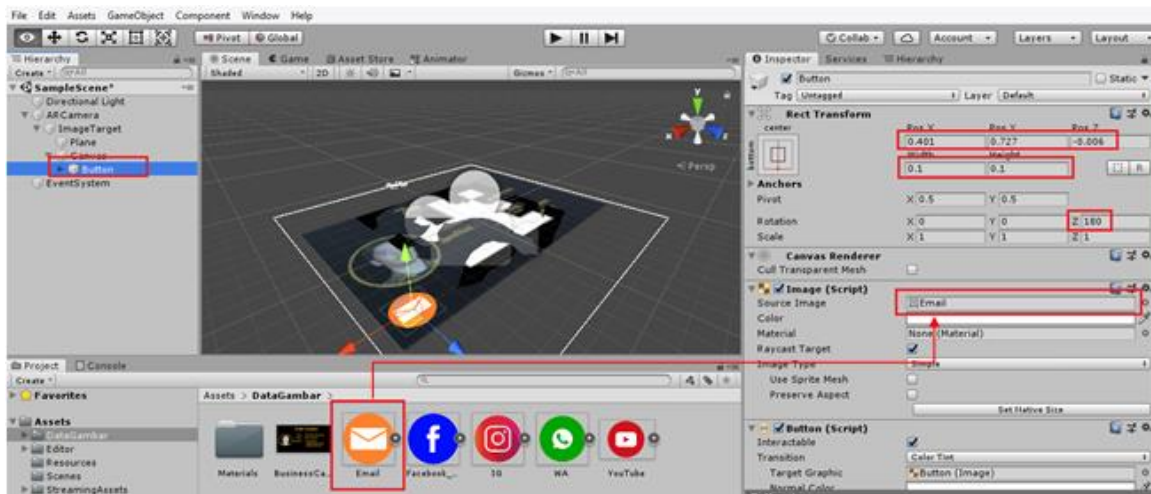 File Edit Assets GameObject Component Window Help
Pivot Global Collab Account Layers Layout
Hierarchy
Create All
SampleScene*
Directional Light
ARCamera
ImageTarget
Plane
Canvas
Button
EventSystem
Scene Game Asset Store Animator
Shaded 2D Gizmos All
y
x
Persp
Inspector Services Hierarchy
Button Static
Tag Untagged Layer Default
Rect Transform
center Pos X Pos Y Pos Z
bottom 0.401 0.727 -0.006
Width Height
0.1 0.1 R
Anchors
Pivot X 0.5 Y 0.5
Rotation X 0 Y 0 Z 180
Scale X 1 Y 1 Z 1
Canvas Renderer
Cull Transparent Mesh
Image (Script)
Source Image Email
Color
Material None (Material)
Raycast Target
Image Type Simple
Use Sprite Mesh
Preserve Aspect
Set Native Size
Button (Script)
Interactable
Transition Color Tint
Target Graphic Button (Image)
Normal Color
Project Console
Create
Favorites
Assets
DataGambar
Editor
Resources
Scenes
StreamingAssets
Assets > DataGambar >
Materials BusinessCa... Email Facebook_... IG WA YouTube